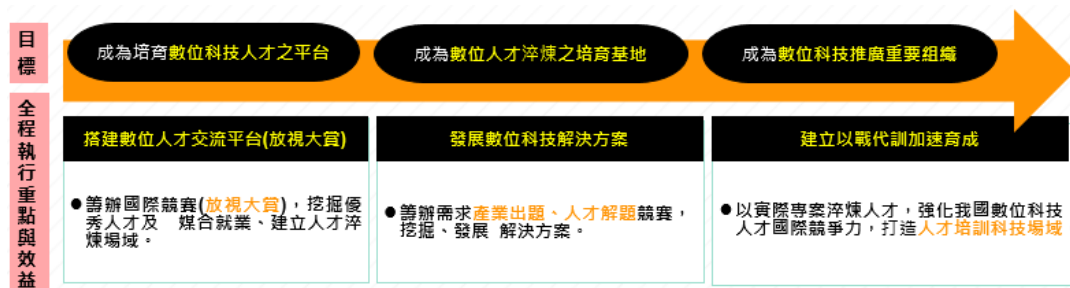 目標
成為培育數位科技人才之平台
成為數位人才淬煉之培育基地
成為數位科技推廣重要組織
全程執行重點與效益
搭建數位人才交流平台(放視大賞)
發展數位科技解決方案
建立以戰代訓加速育成
●籌辦國際競賽(放視大賞)，挖掘優
秀人才及 媒合就業、建立人才淬
煉場域。
●籌辦需求產業出題、人才解題競賽，
挖掘、發展 解決方案。
●以實際專案淬煉人才，強化我國數位科技
人才國際競爭力，打造人才培訓科技場域